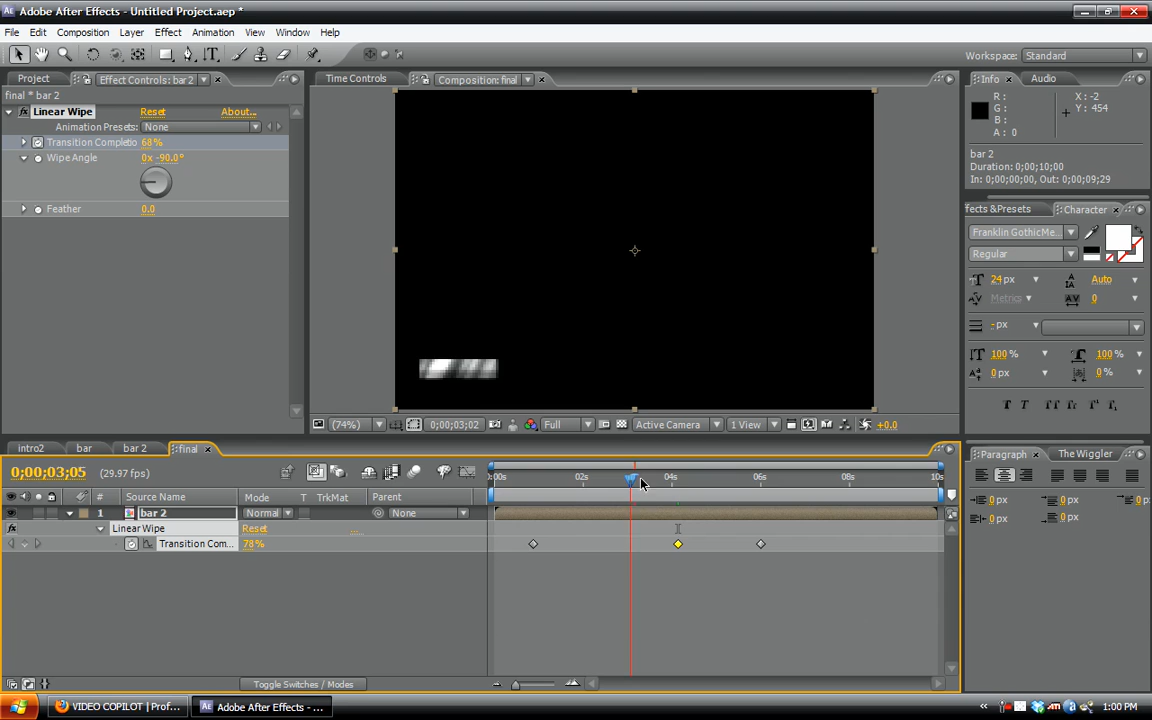 Adobe After Effects - Untitled Project.aep *
File Edit Composition Layer Effect Animation View Window Help
Workspace: Standard
Project Effect Controls: bar 2
final * bar 2
Linear Wipe Reset About...
Animation Presets: None
Transition Completio 68%
Wipe Angle 0x -90.0°
Feather 0.0
Time Controls Composition: final
(74%) 0;00;03;02 Full Active Camera 1 View +0.0
Info Audio
R: X: -2
G: Y: 454
B:
A: 0
bar 2
Duration: 0;00;10;00
In: 0;00;00;00, Out: 0;00;09;29
fects & Presets Character
Franklin GothicMe...
Regular
24 px Auto
Metrics 0
- px
100 % 100 %
0 px 0 %
T T TT Tt T¹ T₁
Paragraph The Wiggler
0 px 0 px 0 p
0 px 0 px
intro2 bar bar 2 final
0;00;03;05 (29.97 fps)
0:00s 02s 04s 06s 08s 10s
# Source Name Mode T TrkMat Parent
1 bar 2 Normal None
Linear Wipe Reset ....
Transition Com... 78%
Toggle Switches / Modes
VIDEO COPILOT | Prof... Adobe After Effects - ... 1:00 PM